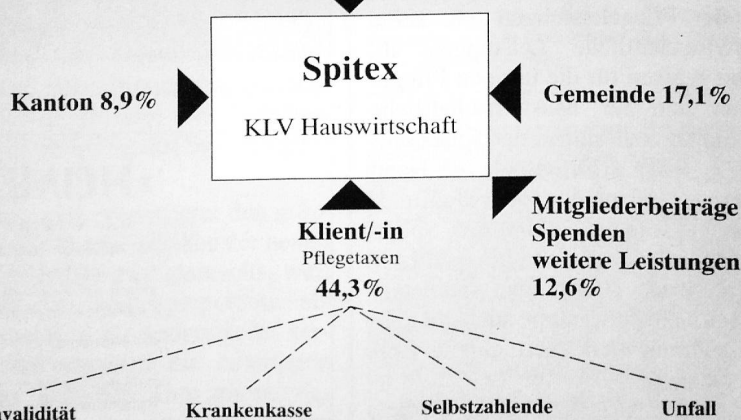 Spitex
KLV Hauswirtschaft
Kanton 8,9%
Gemeinde 17,1%
Klient/-in
Pflegetaxen
44,3%
Mitgliederbeiträge
Spenden
weitere Leistungen
12,6%
Krankenkasse
Selbstzahlende
Unfall